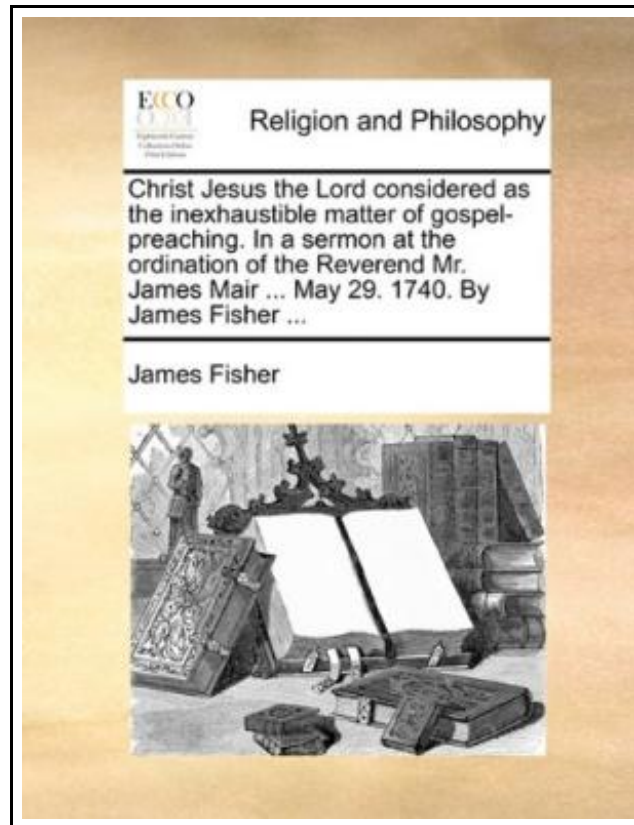 ECCO
Religion and Philosophy
Christ Jesus the Lord considered as
the inexhaustible matter of gospel-
preaching. In a sermon at the
ordination of the Reverend Mr.
James Mair ... May 29. 1740. By
James Fisher ...
James Fisher